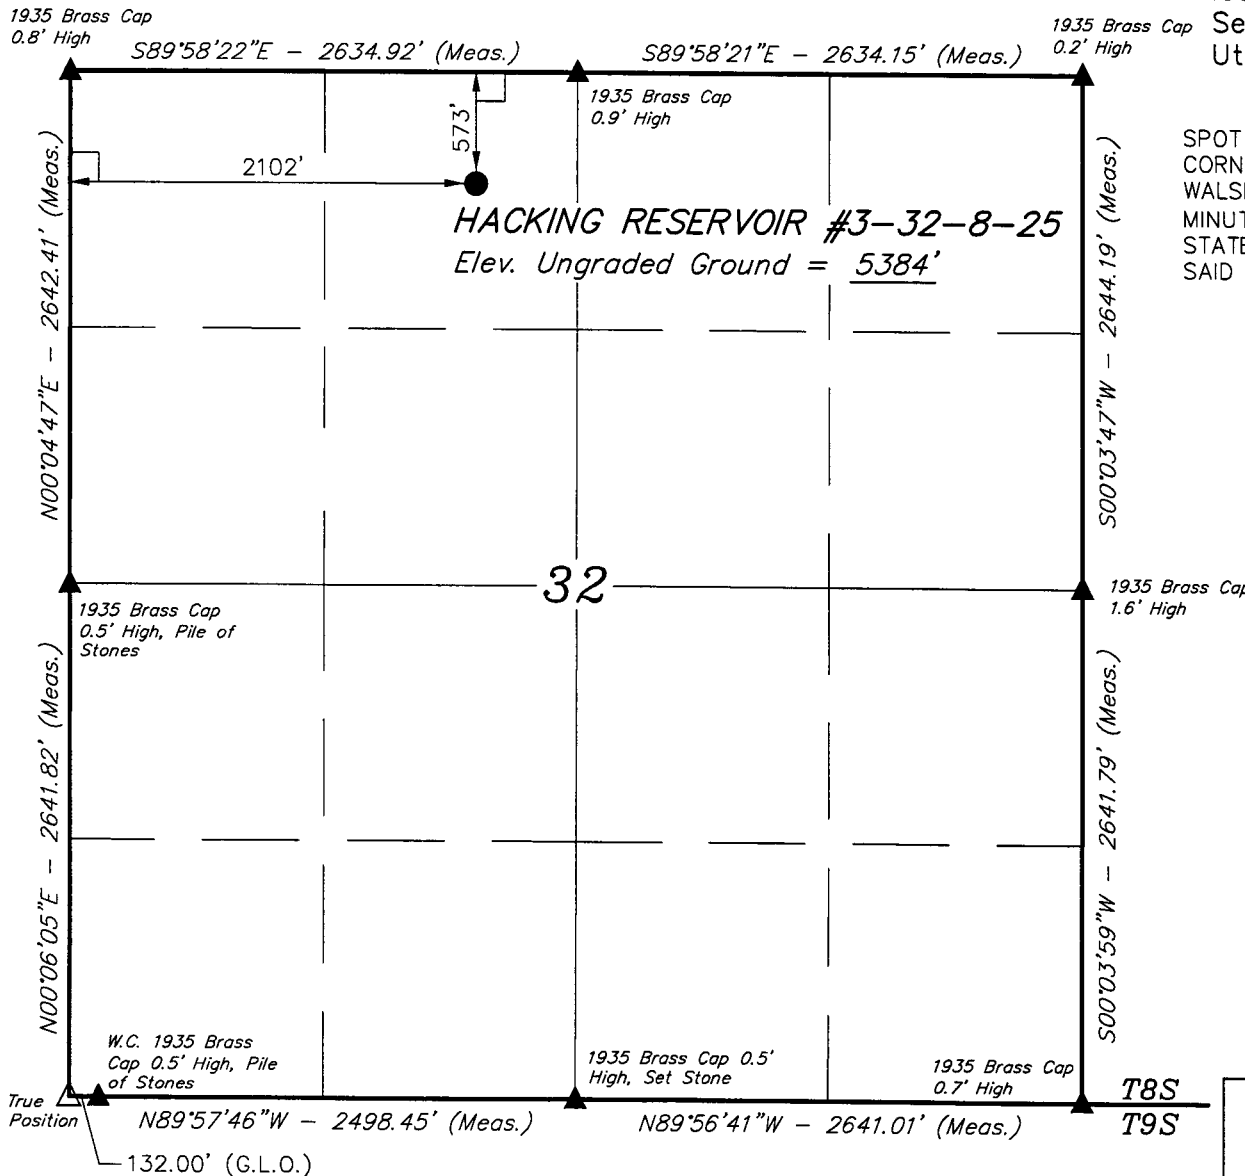 1935 Brass Cap
0.8' High
S89°58'22"E - 2634.92' (Meas.)
S89°58'21"E - 2634.15' (Meas.)
1935 Brass Cap
0.2' High
Se
Ut
1935 Brass Cap
0.9' High
573'
2102'
HACKING RESERVOIR #3-32-8-25
Elev. Ungraded Ground = 5384'
SPOT
CORN
WALS
MINUT
STATE
SAID
N00°04'47"E - 2642.41' (Meas.)
S00°03'47"W - 2644.19' (Meas.)
32
1935 Brass Cap
0.5' High, Pile of
Stones
1935 Brass Cap
1.6' High
N00°06'05"E - 2641.82' (Meas.)
S00°03'59"W - 2641.79' (Meas.)
W.C. 1935 Brass
Cap 0.5' High, Pile
of Stones
1935 Brass Cap 0.5'
High, Set Stone
1935 Brass Cap
0.7' High
True
Position
N89°57'46"W - 2498.45' (Meas.)
N89°56'41"W - 2641.01' (Meas.)
T8S
T9S
132.00' (G.L.O.)